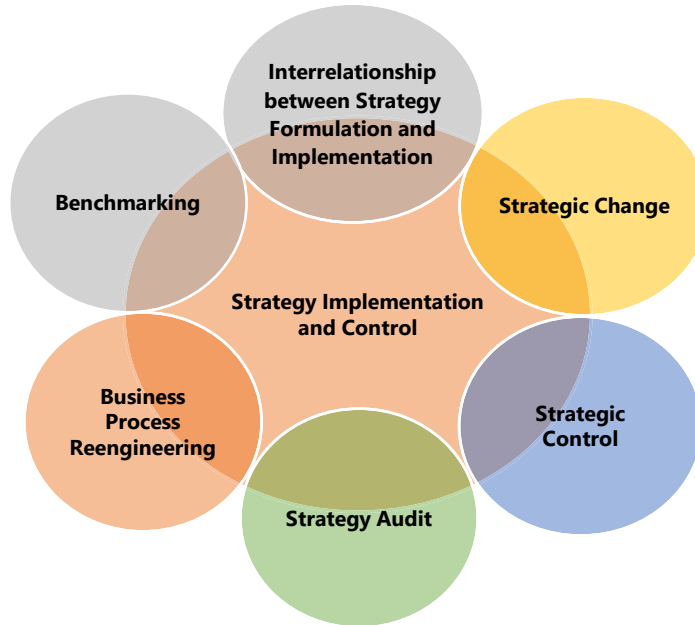 Interrelationship
between Strategy
Formulation and
Implementation
Benchmarking
Strategic Change
Strategy Implementation
and Control
Business
Process
Reengineering
Strategic
Control
Strategy Audit